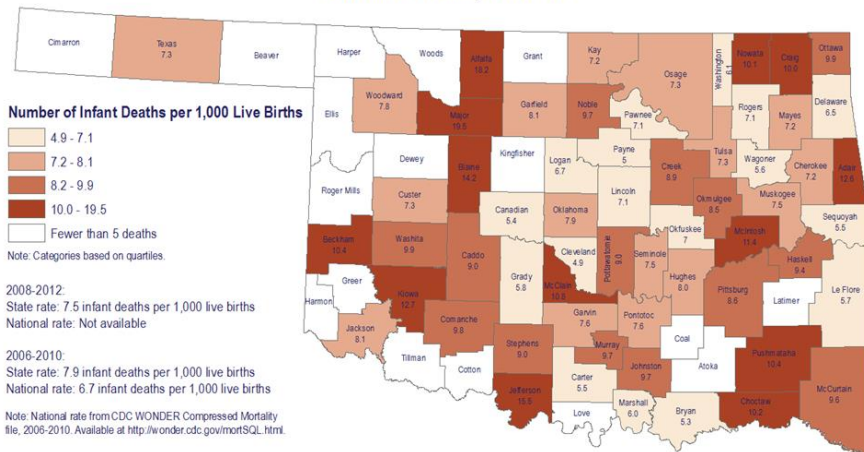 Cimarron
Texas
7.3
Beaver
Harper
Woods
Alfalfa
18.2
Grant
Kay
7.2
Osage
7.3
Washington
6.1
Nowata
10.1
Craig
10.0
Ottawa
9.9
Ellis
Woodward
7.8
Major
19.5
Garfield
8.1
Noble
9.7
Pawnee
7.1
Rogers
7.1
Mayes
7.2
Delaware
6.5
Number of Infant Deaths per 1,000 Live Births
4.9 - 7.1
7.2 - 8.1
8.2 - 9.9
10.0 - 19.5
Fewer than 5 deaths
Note: Categories based on quartiles.
Roger Mills
Dewey
Custer
7.3
Blaine
14.2
Kingfisher
Logan
6.7
Payne
5
Creek
8.9
Tulsa
7.3
Wagoner
5.6
Cherokee
7.2
Adair
12.6
Canadian
5.4
Oklahoma
7.9
Lincoln
7.1
Okmulgee
8.5
Muskogee
7.5
Okfuskee
7
McIntosh
11.4
Sequoyah
5.5
Beckham
10.4
Washita
9.9
Caddo
9.0
Grady
5.8
Cleveland
4.9
McClain
Pottawatomie
9.0
Seminole
7.5
Hughes
8.0
Haskell
9.4
Pittsburg
8.6
Latimer
Le Flore
5.7
2008-2012:
State rate: 7.5 infant deaths per 1,000 live births
National rate: Not available
Harmon
Greer
Kiowa
12.7
Jackson
8.1
Comanche
9.8
Tillman
Cotton
Stephens
9.0
Garvin
7.6
Pontotoc
7.6
Murray
9.7
Coal
Johnston
9.7
Atoka
Pushmataha
10.4
McCurtain
9.6
2006-2010:
State rate: 7.9 infant deaths per 1,000 live births
National rate: 6.7 infant deaths per 1,000 live births
Jefferson
Carter
5.5
Love
Marshall
6.0
Bryan
5.3
Choctaw
10.2
Note: National rate from CDC WONDER Compressed Mortality
file, 2006-2010. Available at http://wonder.cdc.gov/mortSQL.html.